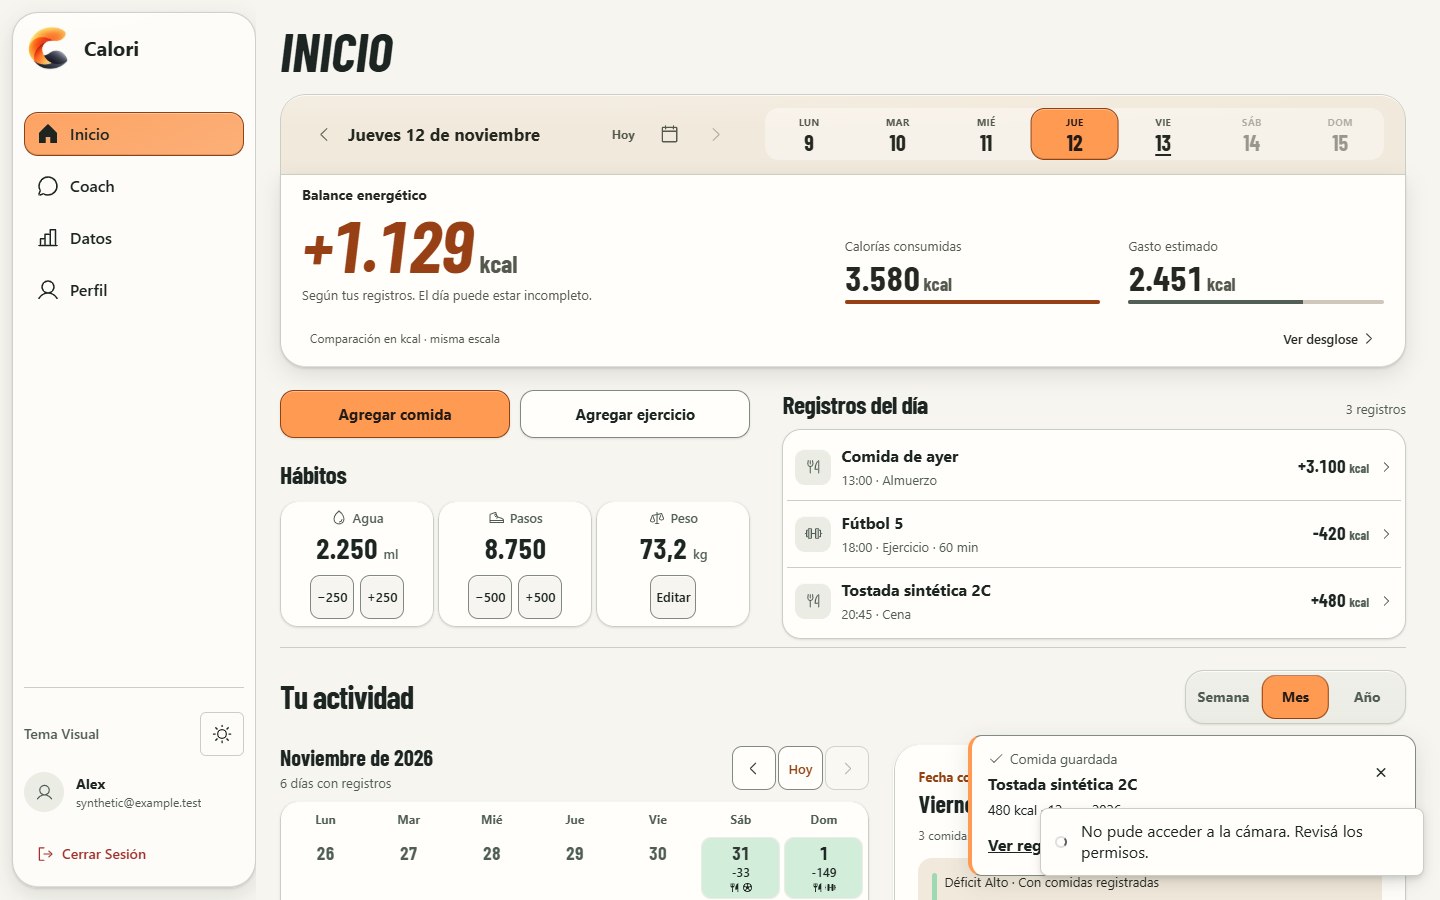 Calori
Inicio
Coach
Datos
Perfil
Tema Visual
Alex
synthetic@example.test
Cerrar Sesión
INICIO
Jueves 12 de noviembre
Hoy
LUN MAR MIÉ JUE VIE SÁB DOM
9 10 11 12 13 14 15
Balance energético
+1.129 kcal
Según tus registros. El día puede estar incompleto.
Calorías consumidas
3.580 kcal
Gasto estimado
2.451 kcal
Comparación en kcal · misma escala
Ver desglose
Agregar comida
Agregar ejercicio
Hábitos
Agua
2.250 ml
−250 +250
Pasos
8.750
−500 +500
Peso
73,2 kg
Editar
Registros del día
3 registros
Comida de ayer
13:00 · Almuerzo
+3.100 kcal
Fútbol 5
18:00 · Ejercicio · 60 min
-420 kcal
Tostada sintética 2C
20:45 · Cena
+480 kcal
Tu actividad
Semana Mes Año
Noviembre de 2026
6 días con registros
Hoy
Lun Mar Mié Jue Vie Sáb Dom
26 27 28 29 30 31 1
-33 -149
Fecha
3
Déficit Alto · Con comidas registradas
Comida guardada
Tostada sintética 2C
480 kcal
Ver
No pude acceder a la cámara. Revisá los
permisos.